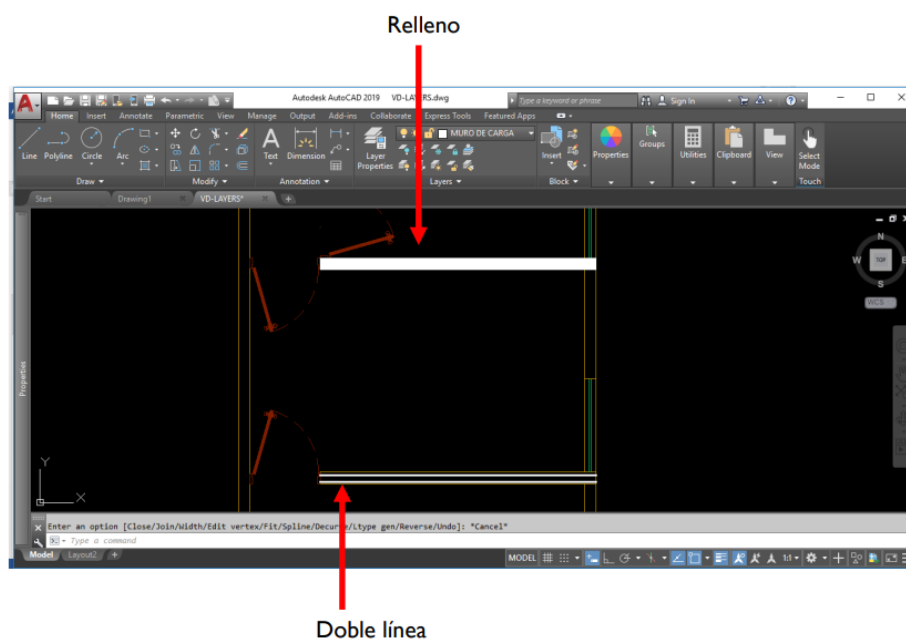 Relleno
Autodesk AutoCAD 2019 VD-LAYERS.dwg
Type a keyword or phrase
Sign In
Home Insert Annotate Parametric View Manage Output Add-ins Collaborate Express Tools Featured Apps
MURO DE CARGA
Line Polyline Circle Arc Text Dimension Layer Properties Insert Properties Groups Utilities Clipboard View Select Mode
Draw Modify Annotation Layers Block Touch
Start Drawing1 VD-LAYERS*
N
W TOP E
S
WCS
Properties
Y
X
Enter an option [Close/Join/Width/Edit vertex/Fit/Spline/Decurve/Ltype gen/Reverse/Undo]: *Cancel*
Type a command
Model Layout2
MODEL 1:1
Doble línea